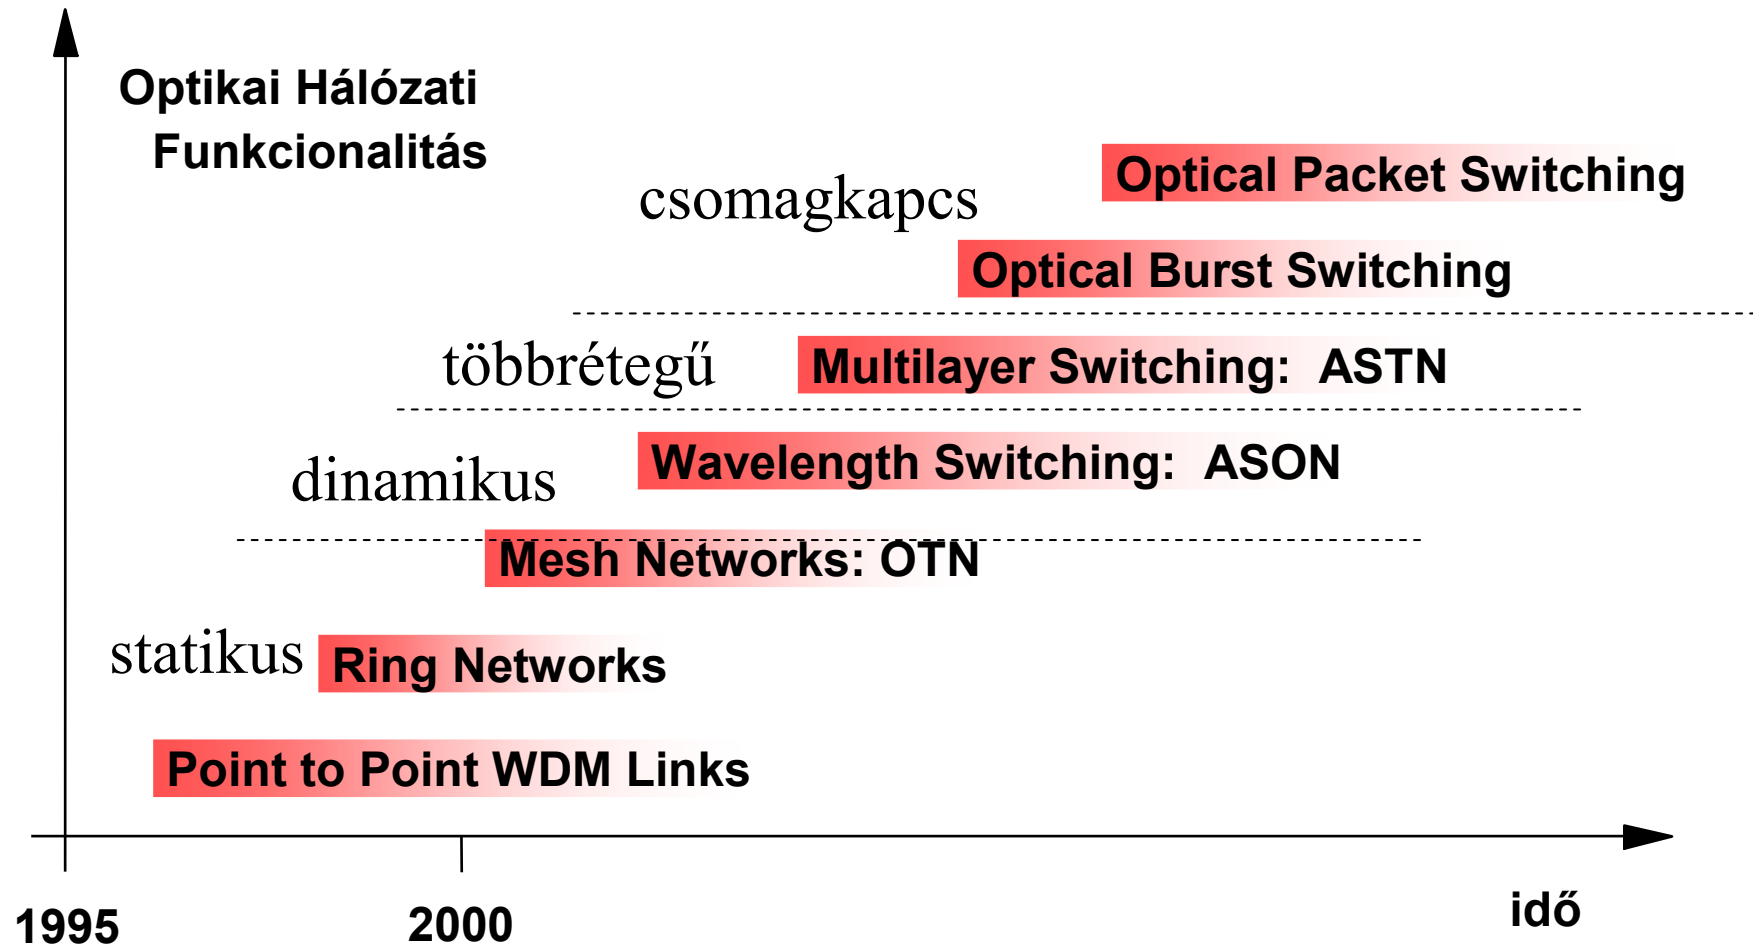 Optikai Hálózati
Funkcionalitás
Optical Packet Switching
csomagkapcs
Optical Burst Switching
többrétegű
Multilayer Switching: ASTN
dinamikus
Wavelength Switching: ASON
Mesh Networks: OTN
statikus
Ring Networks
Point to Point WDM Links
1995
2000
idő